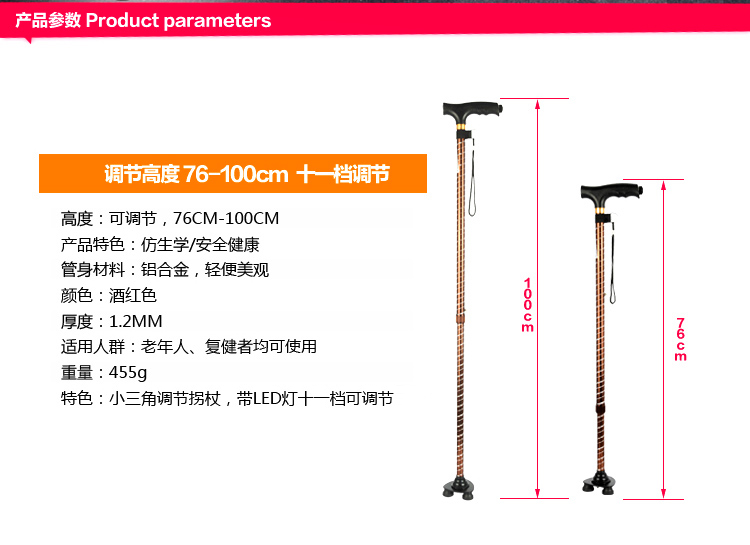 产品参数 Product parameters
调节高度 76-100cm 十一档调节
高度：可调节，76CM-100CM
产品特色：仿生学/安全健康
管身材料：铝合金，轻便美观
颜色：酒红色
厚度：1.2MM
适用人群：老年人、复健者均可使用
重量：455g
特色：小三角调节拐杖，带LED灯十一档可调节
100cm
76cm